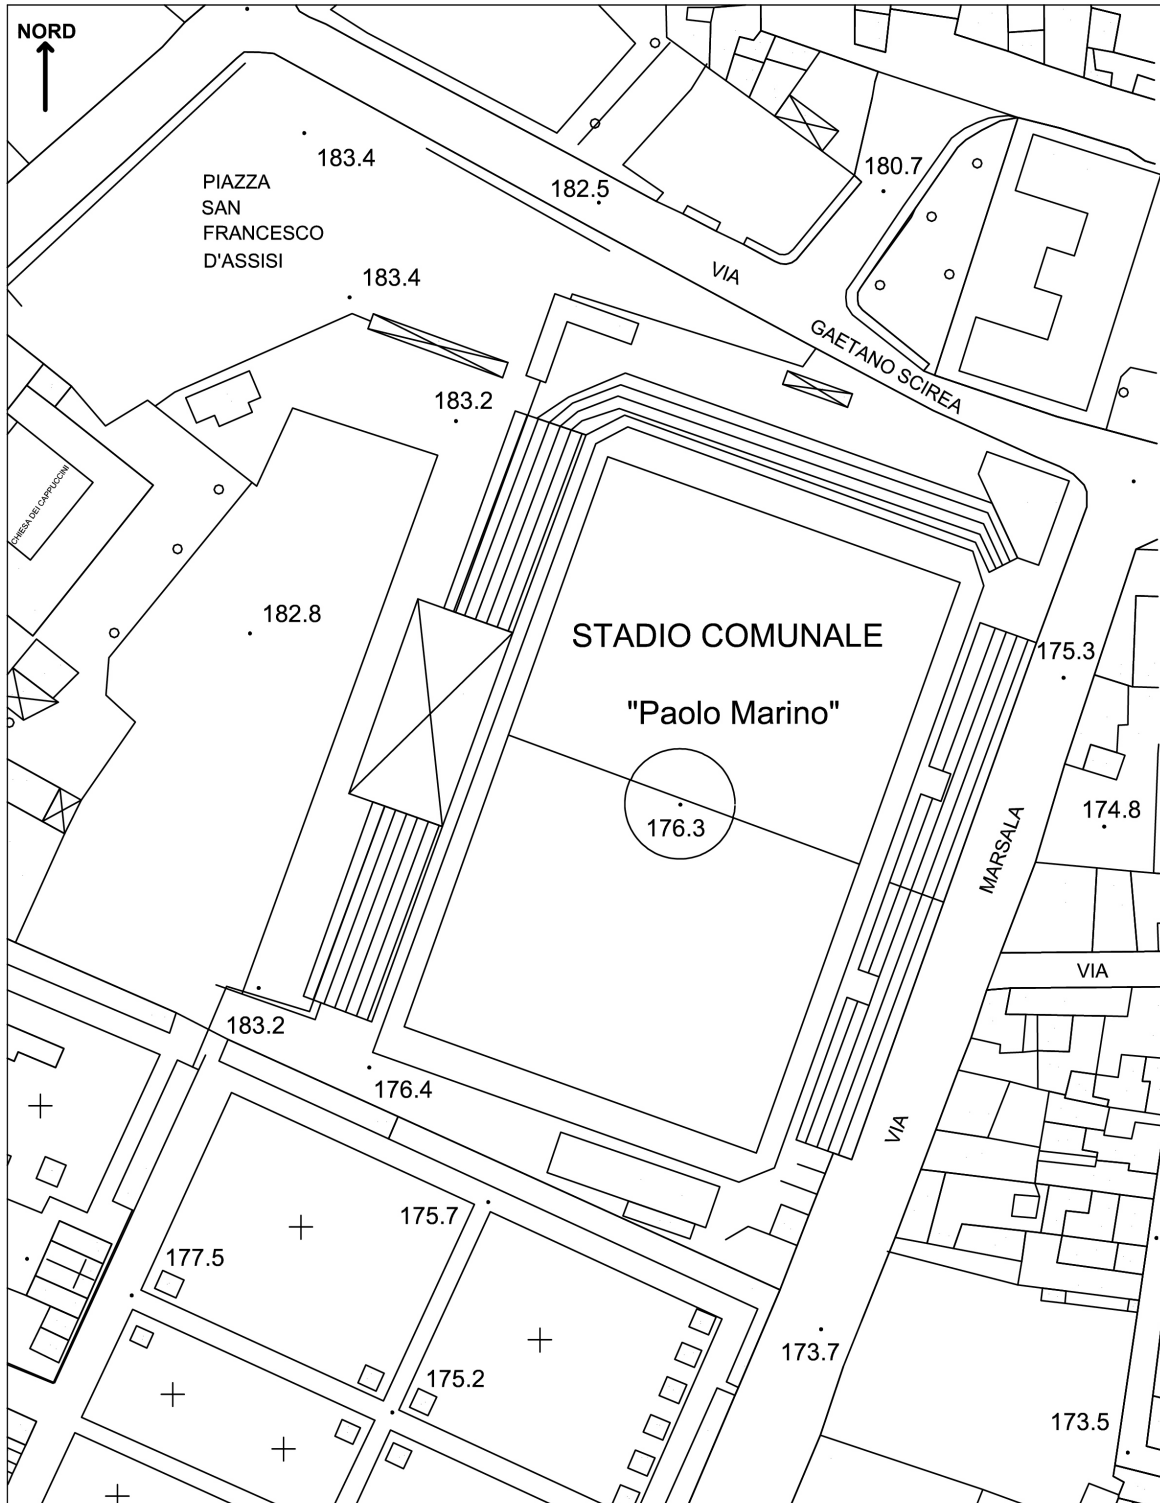 NORD
183.4
PIAZZA
SAN
FRANCESCO
D'ASSISI
182.5
180.7
183.4
VIA
GAETANO SCIREA
183.2
CHIESA DEI CAPPUCCINI
182.8
STADIO COMUNALE
"Paolo Marino"
175.3
176.3
174.8
MARSALA
VIA
183.2
176.4
VIA
175.7
177.5
175.2
173.7
173.5